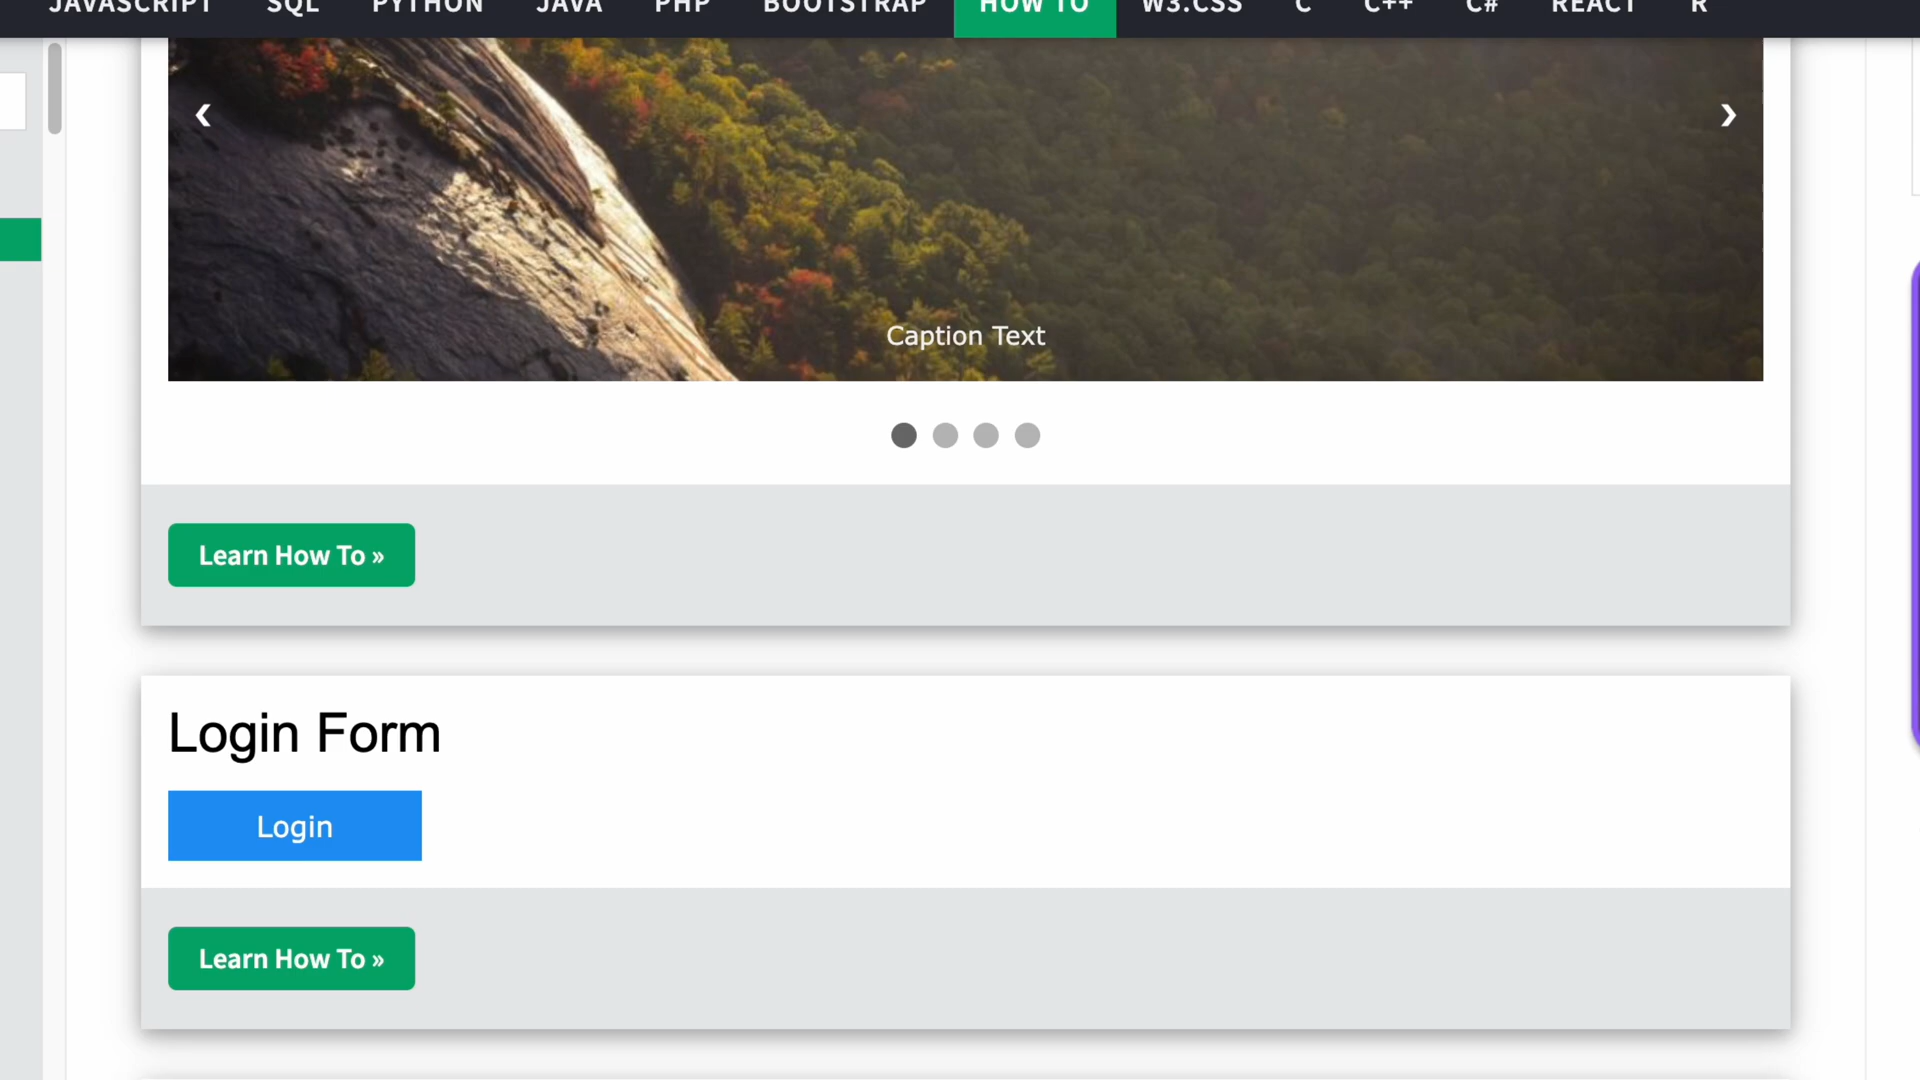 JAVASCRIPT SQL PYTHON JAVA PHP BOOTSTRAP HOW TO W3.CSS C C++ C# REACT R
❮ ❯
Caption Text
Learn How To »
Login Form
Login
Learn How To »